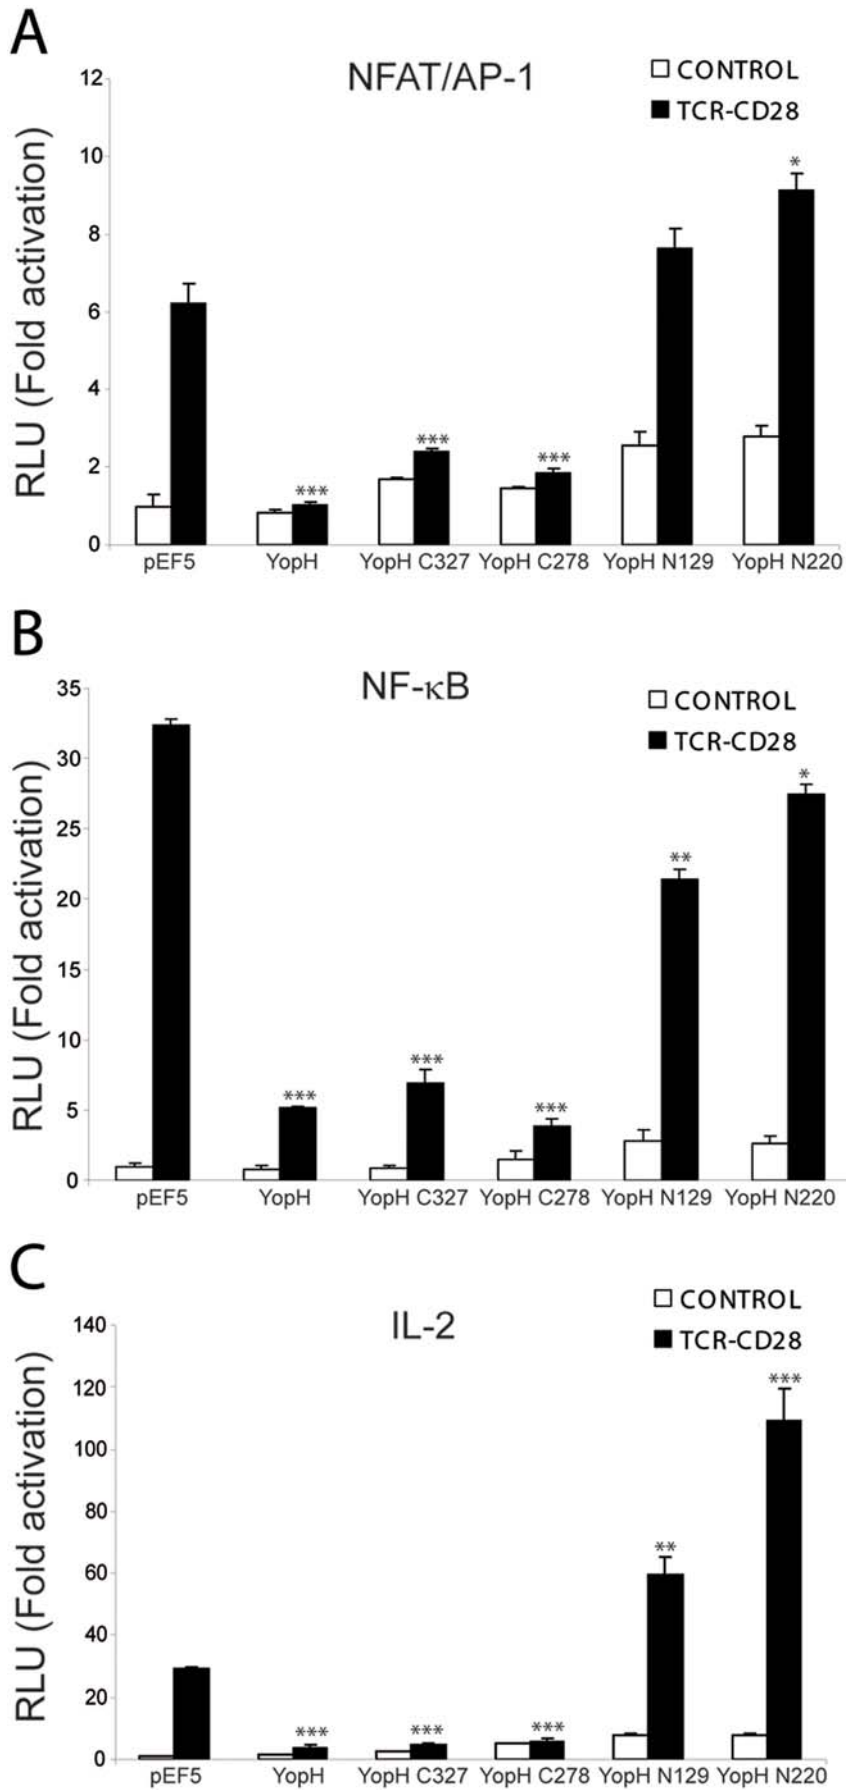 A
NFAT/AP-1
CONTROL
TCR-CD28
RLU (Fold activation)
12
10
8
6
4
2
0
***
***
***
*
pEF5 YopH YopH C327 YopH C278 YopH N129 YopH N220
B
NF-κB
CONTROL
TCR-CD28
RLU (Fold activation)
35
30
25
20
15
10
5
0
***
***
***
**
*
pEF5 YopH YopH C327 YopH C278 YopH N129 YopH N220
C
IL-2
CONTROL
TCR-CD28
RLU (Fold activation)
140
120
100
80
60
40
20
0
***
***
***
**
***
pEF5 YopH YopH C327 YopH C278 YopH N129 YopH N220